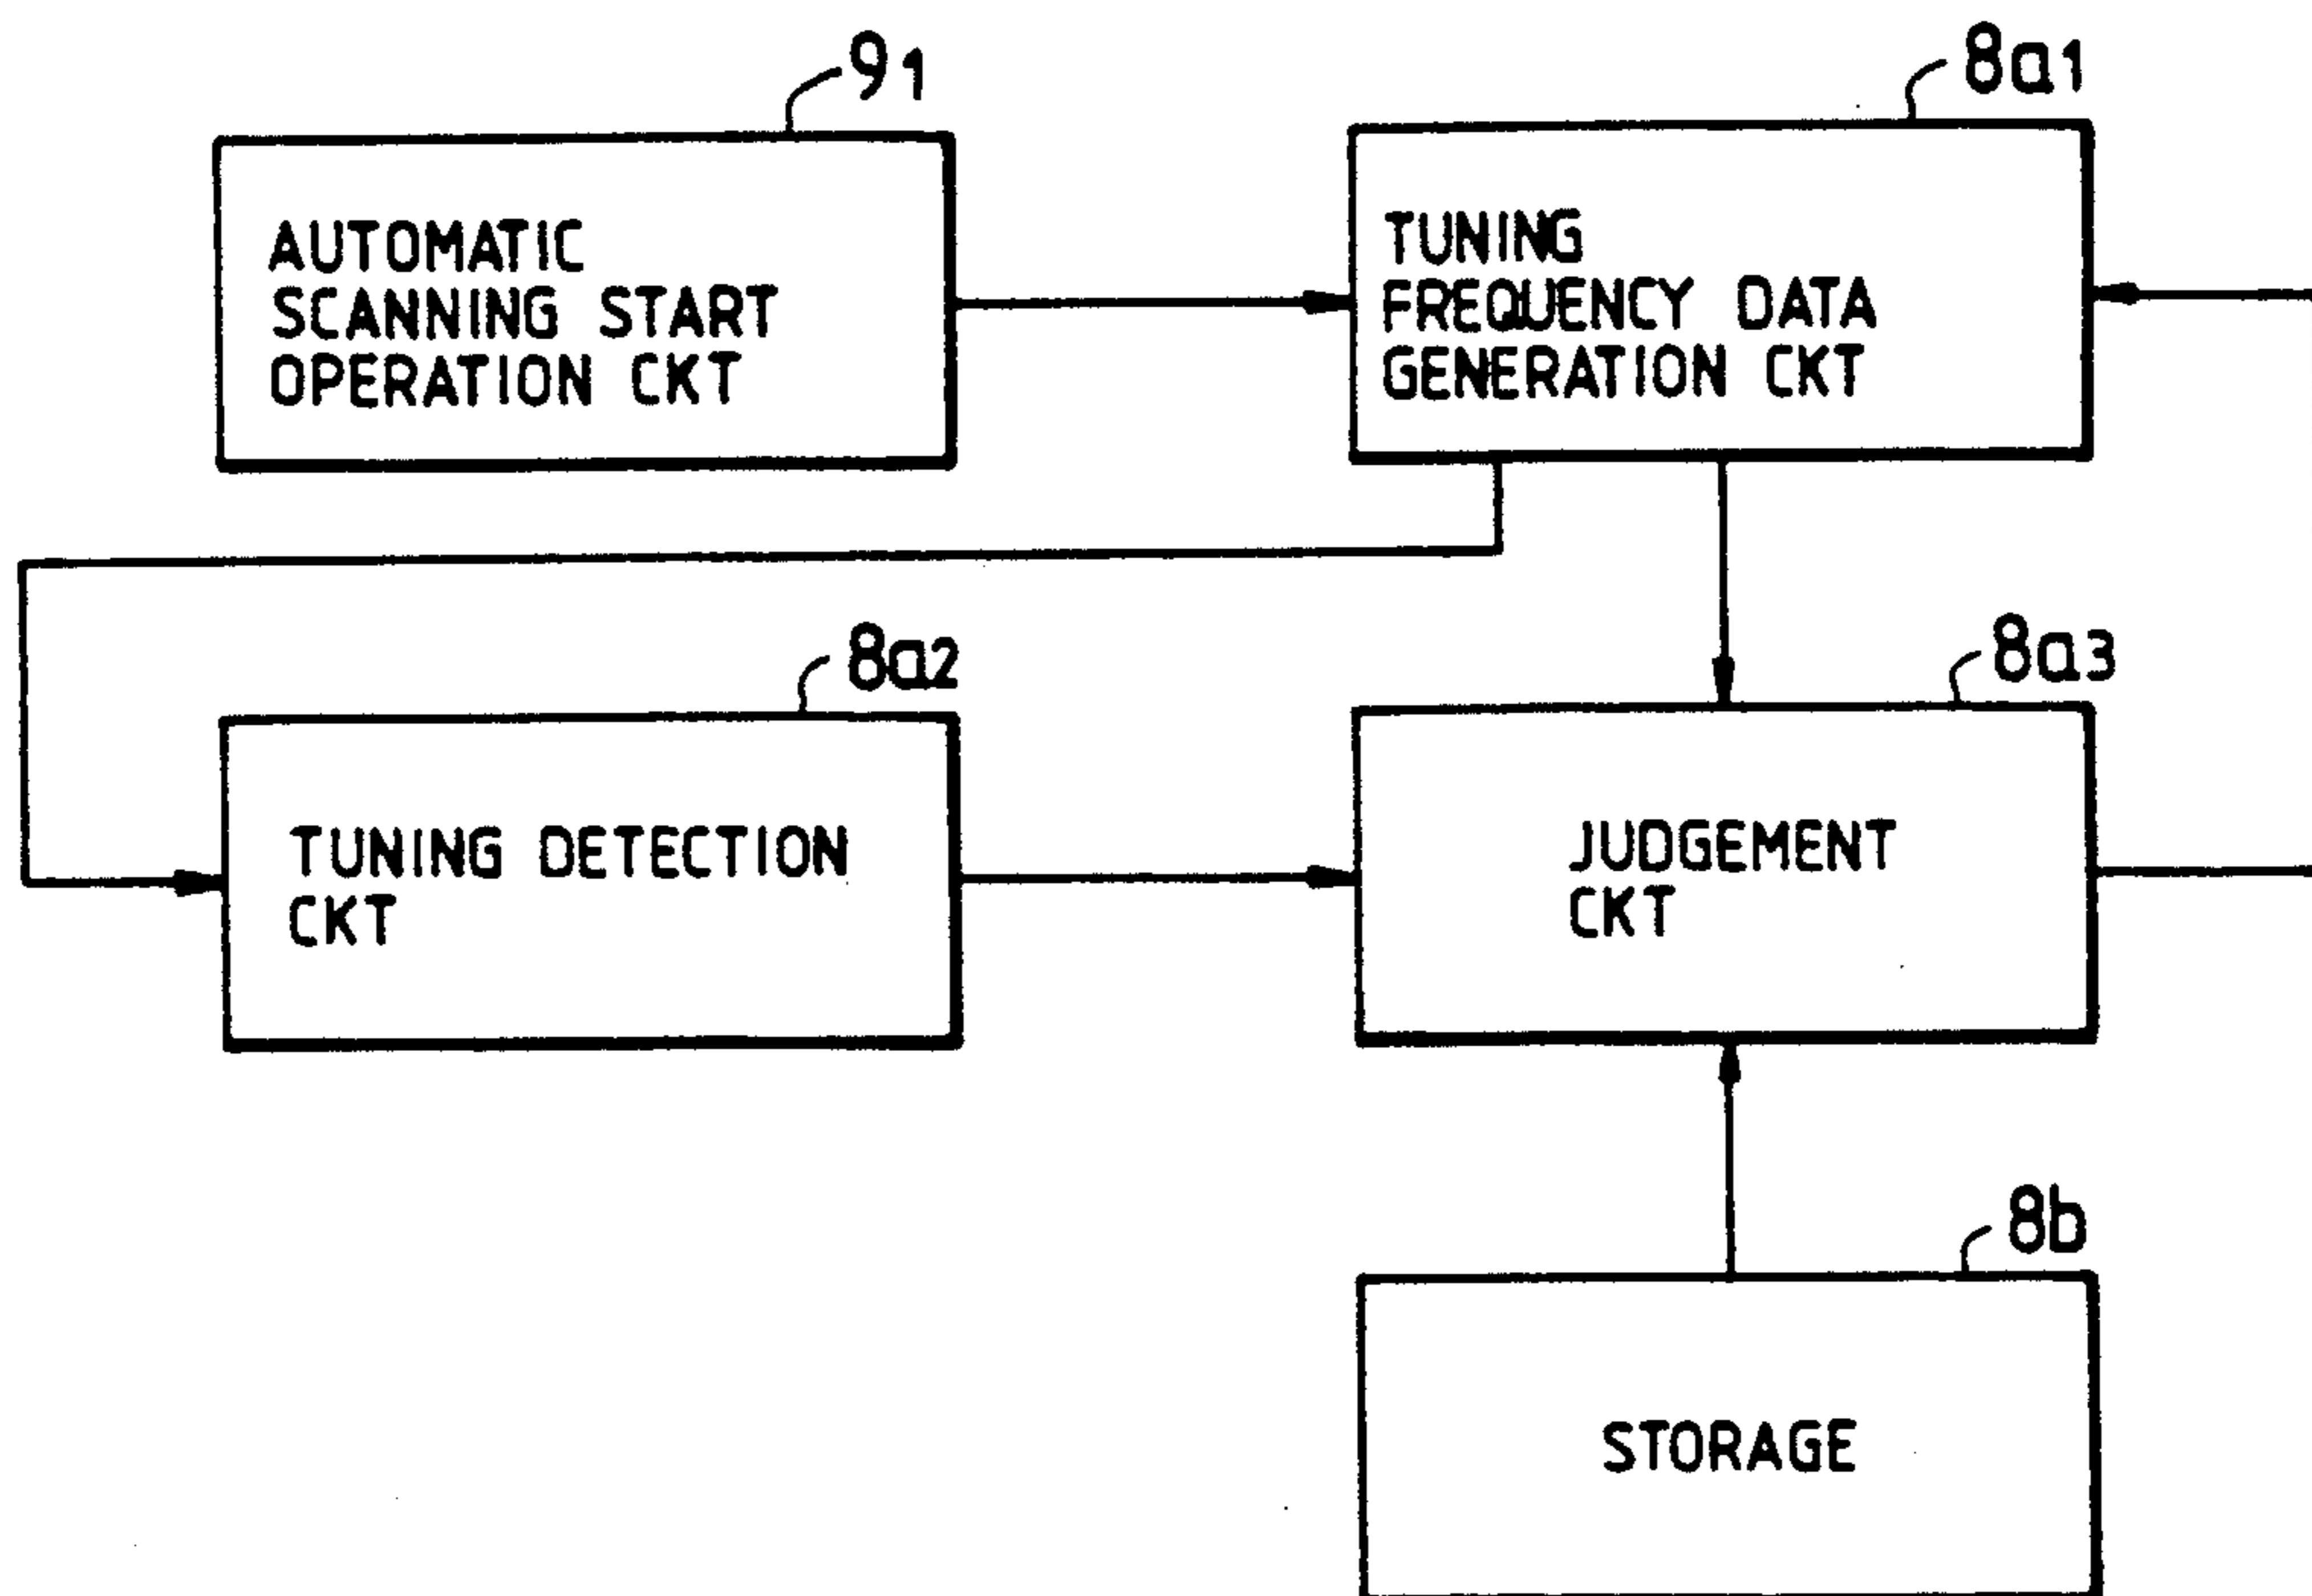 91
AUTOMATIC
SCANNING START
OPERATION CKT
8a1
TUNING
FREQUENCY DATA
GENERATION CKT
8a2
TUNING DETECTION
CKT
8a3
JUDGEMENT
CKT
8b
STORAGE